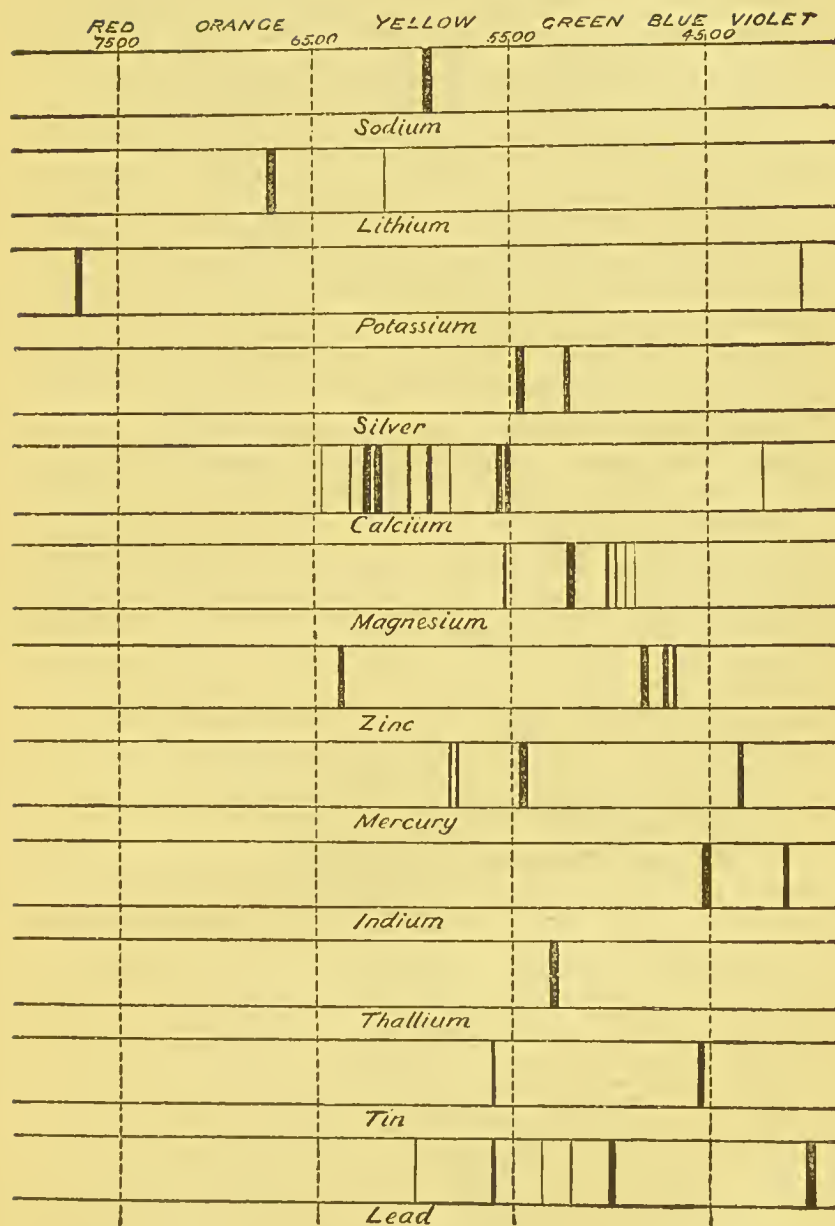 RED ORANGE YELLOW GREEN BLUE VIOLET
7500 6500 5500 4500
Sodium
Lithium
Potassium
Silver
Calcium
Magnesium
Zinc
Mercury
Indium
Thallium
Tin
Lead